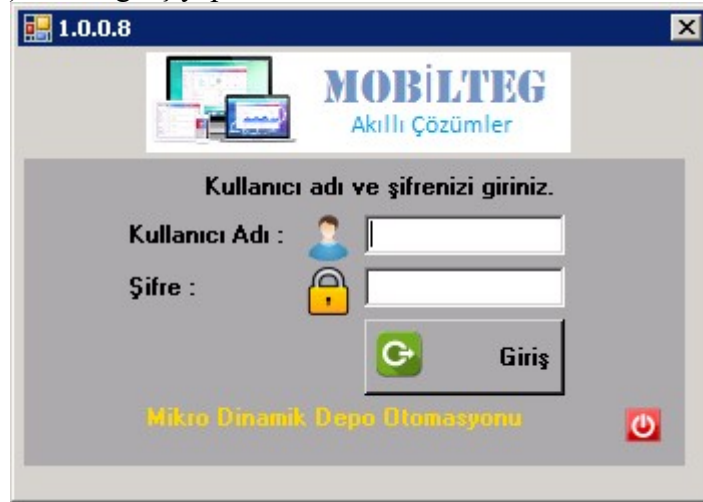 1.0.0.8
MOBİLTEG
Akıllı Çözümler
Kullanıcı adı ve şifrenizi giriniz.
Kullanıcı Adı :
Şifre :
Giriş
Mikro Dinamik Depo Otomasyonu